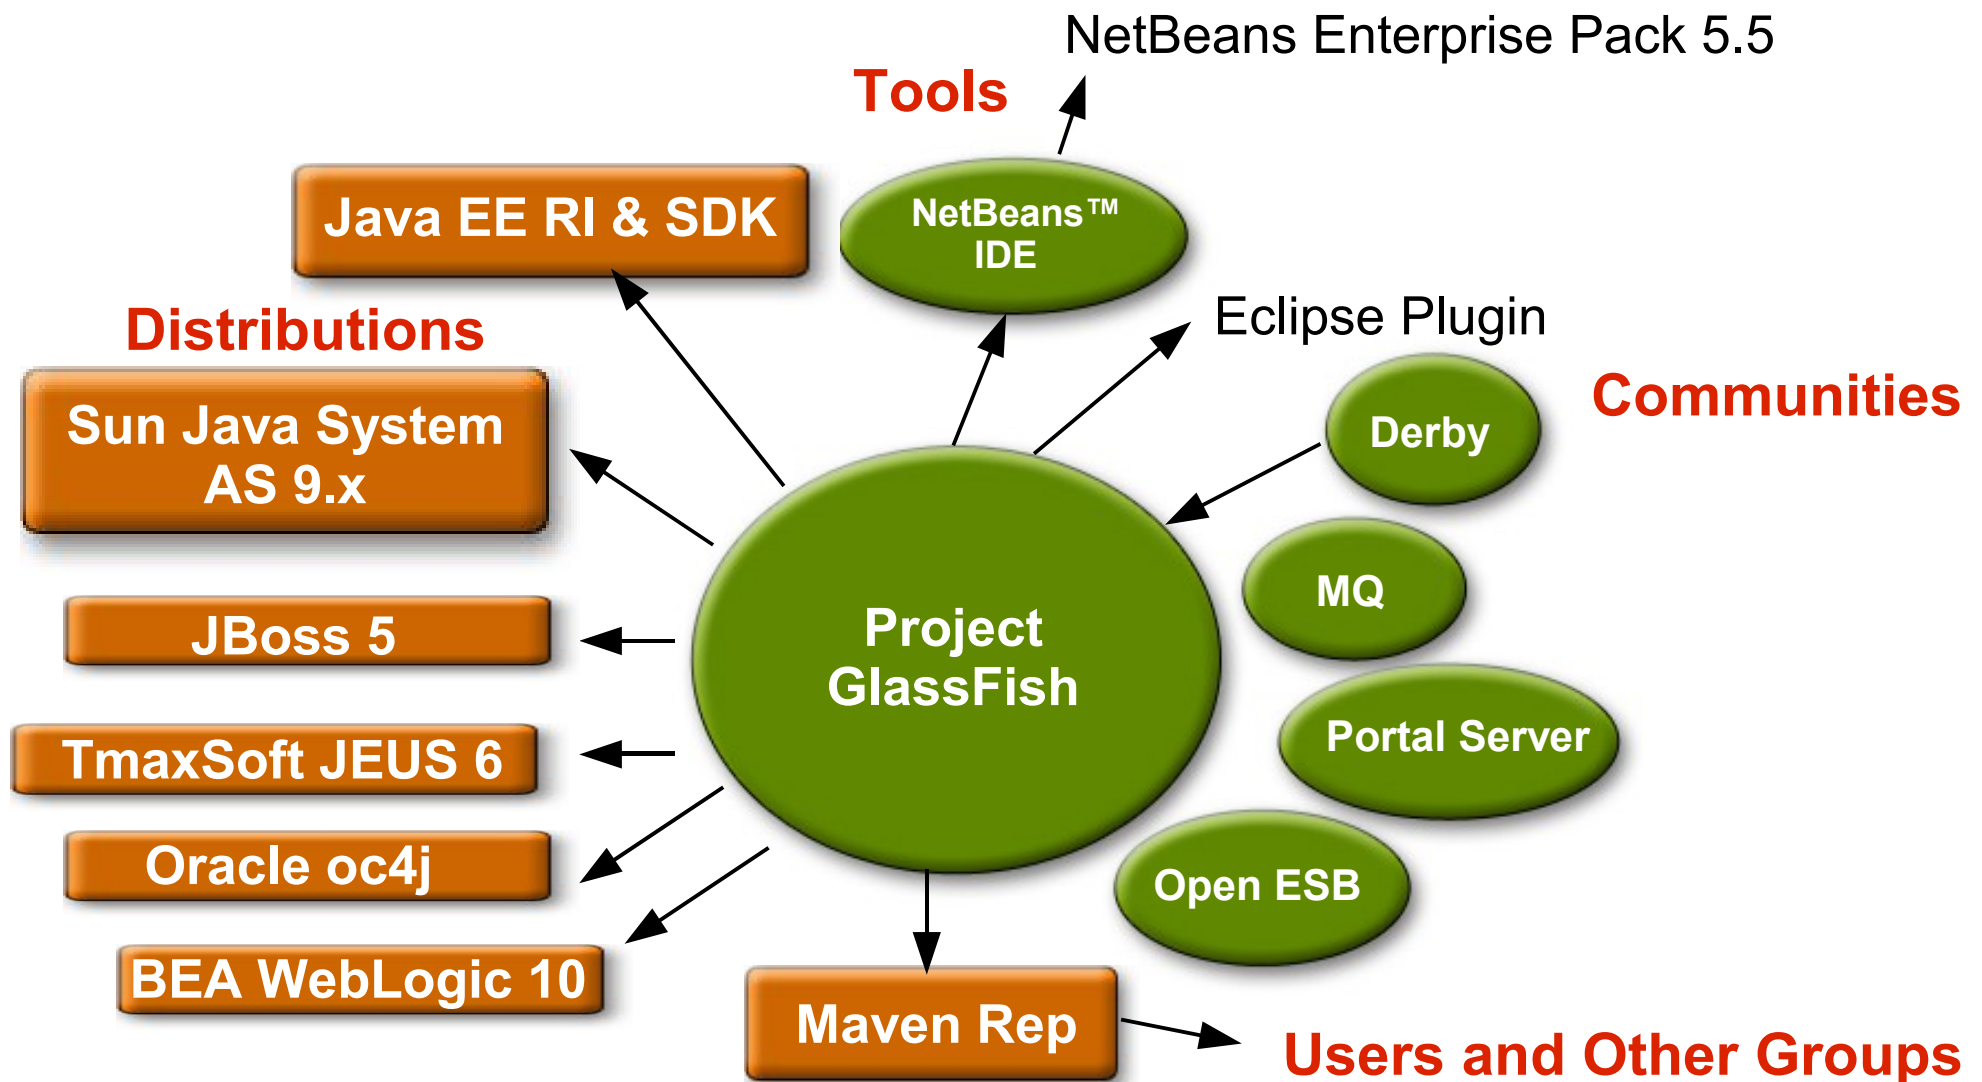 NetBeans Enterprise Pack 5.5
Tools
Java EE RI & SDK
NetBeans™
IDE
Distributions
Eclipse Plugin
Communities
Sun Java System
AS 9.x
Derby
MQ
JBoss 5
Project
GlassFish
Portal Server
TmaxSoft JEUS 6
Oracle oc4j
Open ESB
BEA WebLogic 10
Maven Rep
Users and Other Groups